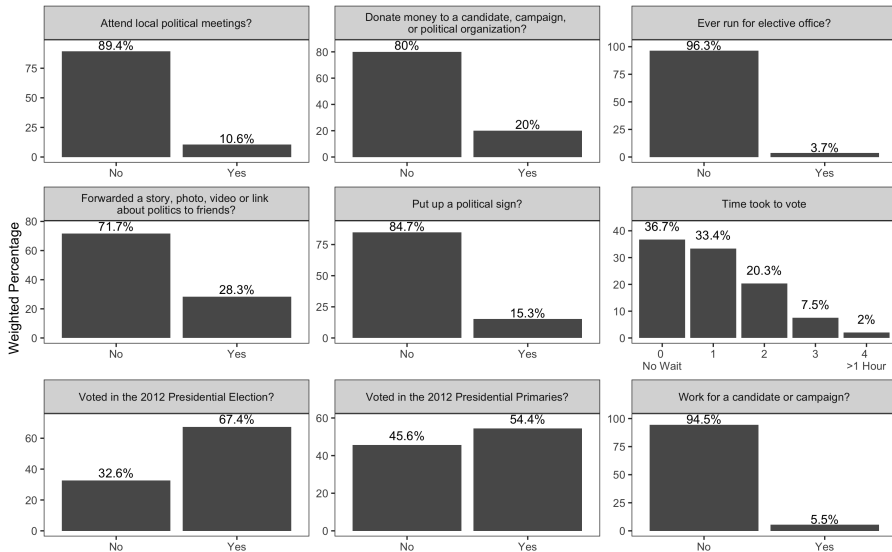 Attend local political meetings?
89.4%
10.6%
75
50
25
0
No Yes
Donate money to a candidate, campaign,
or political organization?
80%
20%
80
60
40
20
0
No Yes
Ever run for elective office?
96.3%
3.7%
100
75
50
25
0
No Yes
Weighted Percentage
Forwarded a story, photo, video or link
about politics to friends?
71.7%
28.3%
80
60
40
20
0
No Yes
Put up a political sign?
84.7%
15.3%
75
50
25
0
No Yes
Time took to vote
36.7%
33.4%
20.3%
7.5%
2%
40
30
20
10
0
0 1 2 3 4
No Wait >1 Hour
Voted in the 2012 Presidential Election?
67.4%
32.6%
60
40
20
0
No Yes
Voted in the 2012 Presidential Primaries?
54.4%
45.6%
60
40
20
0
No Yes
Work for a candidate or campaign?
94.5%
5.5%
100
75
50
25
0
No Yes